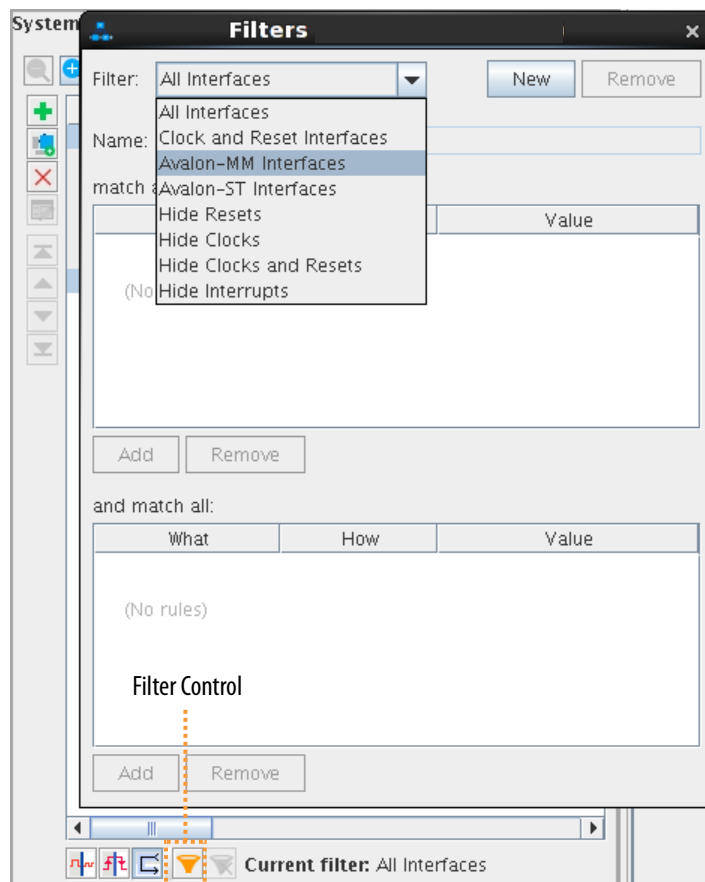 System
Filters
Filter: All Interfaces New Remove
All Interfaces
Name: Clock and Reset Interfaces
Avalon-MM Interfaces
match a Avalon-ST Interfaces
Hide Resets
Value
Hide Clocks
Hide Clocks and Resets
(No Hide Interrupts
Add Remove
and match all:
What How Value
(No rules)
Filter Control
Add Remove
Current filter: All Interfaces